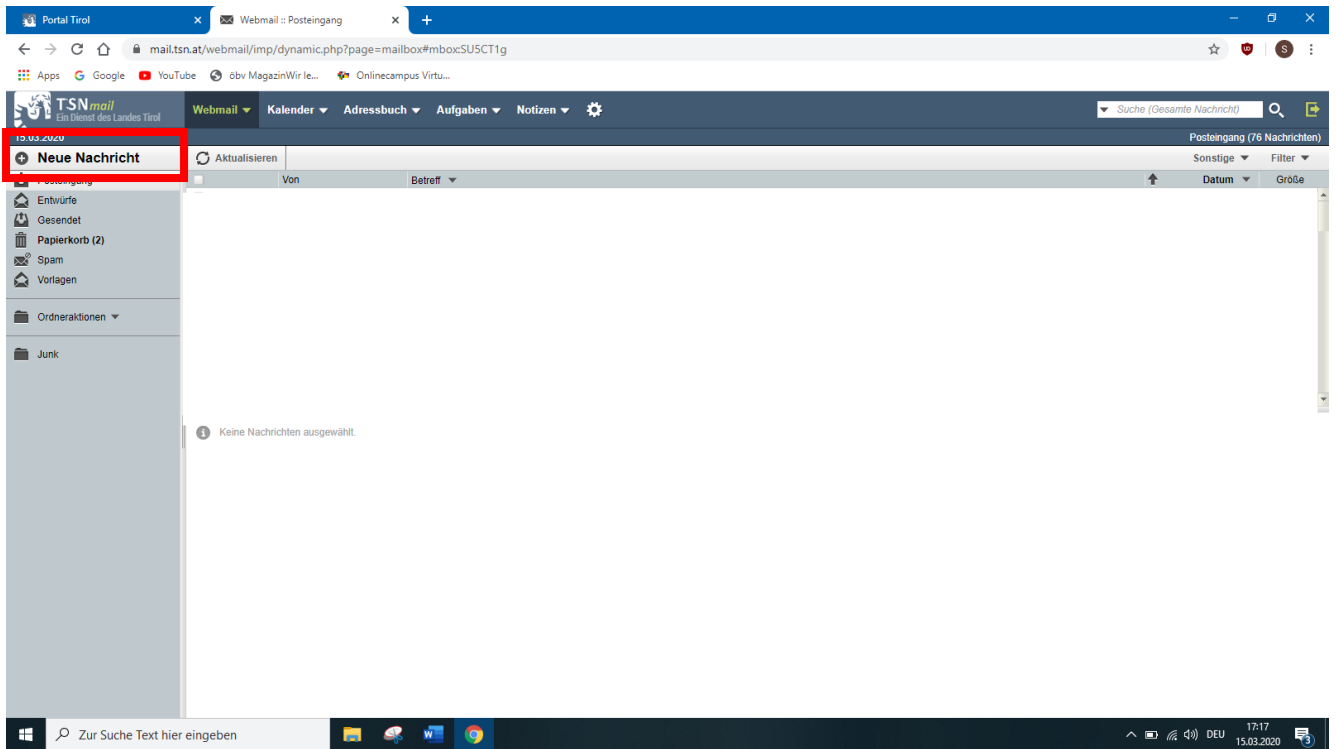 Portal Tirol × Webmail :: Posteingang × +
mail.tsn.at/webmail/imp/dynamic.php?page=mailbox#mbox:SU5CT1g S
Apps Google YouTube öbv MagazinWir le... Onlinecampus Virtu...
TSNmail
Ein Dienst des Landes Tirol
Webmail Kalender Adressbuch Aufgaben Notizen Suche (Gesamte Nachricht)
15.03.2020 Posteingang (76 Nachrichten)
Neue Nachricht Aktualisieren Sonstige Filter
Posteingang Von Betreff Datum Größe
Entwürfe
Gesendet
Papierkorb (2)
Spam
Vorlagen
Ordneraktionen
Junk
Keine Nachrichten ausgewählt.
Zur Suche Text hier eingeben DEU 17:17
15.03.2020 3